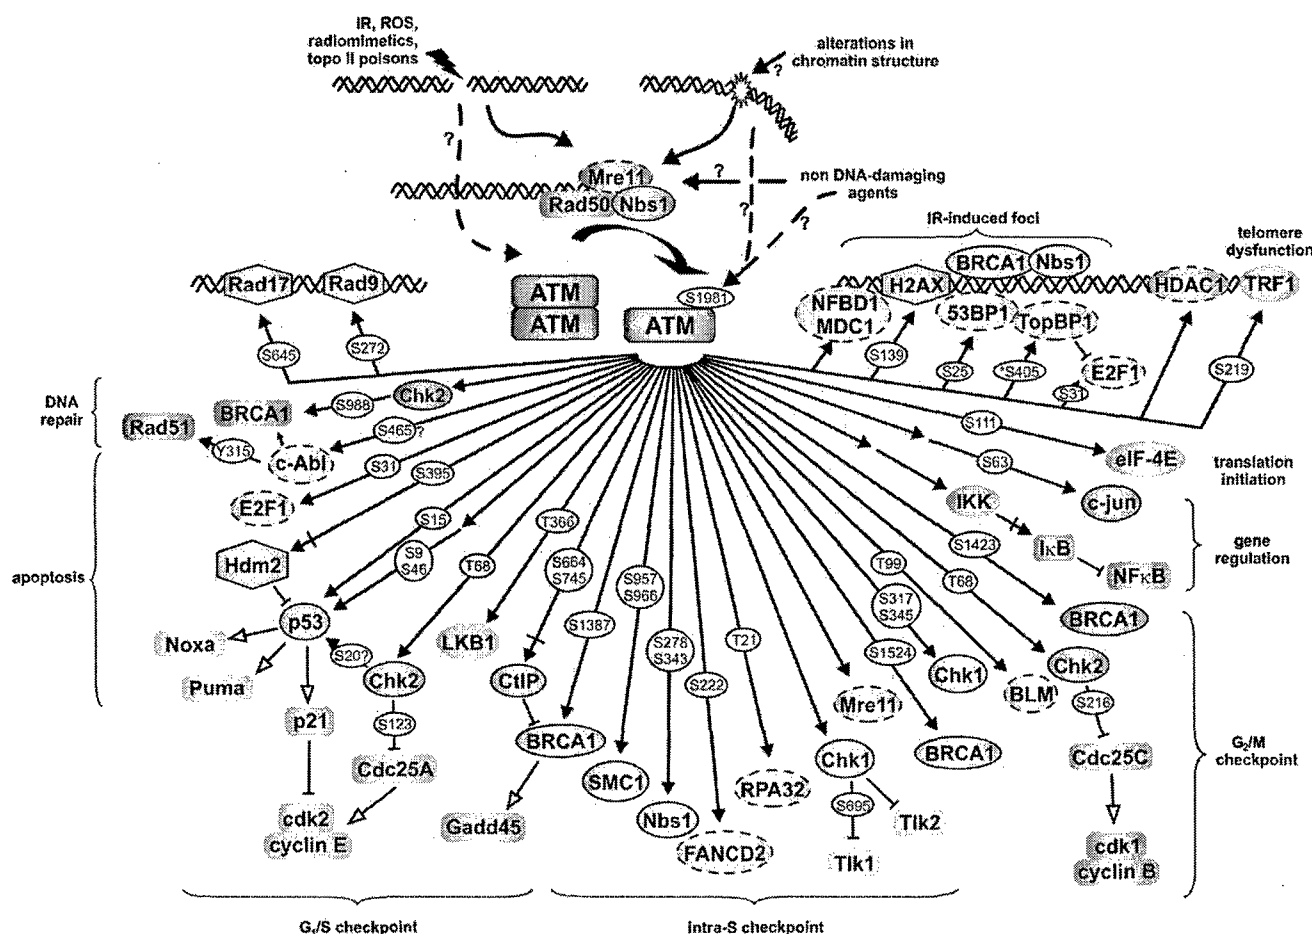 IR, ROS,
radiomimetics,
topo II poisons
alterations in
chromatin structure
?
?
Mre11
Rad50
Nbs1
?
non DNA-damaging
agents
?
?
IR-induced foci
telomere
dysfunction
Rad17
Rad9
ATM
ATM
S1981
ATM
NFBD1
MDC1
H2AX
BRCA1
Nbs1
53BP1
TopBP1
HDAC1
TRF1
E2F1
S645
S272
S139
S25
*S405
S31
S219
DNA
repair
BRCA1
S988
Chk2
Rad51
Y315
S465?
c-Abl
S111
eIF-4E
translation
initiation
S63
c-jun
apoptosis
E2F1
S31
S395
Hdm2
S15
S9
S46
T68
T366
S664
S745
S957
S966
S1387
S278
S343
S222
T21
IKK
IκB
NFκB
gene
regulation
S1423
T99
T68
S317
S345
S1524
p53
Noxa
Puma
S20?
Chk2
p21
S123
Cdc25A
cdk2
cyclin E
LKB1
CtIP
BRCA1
Gadd45
SMC1
Nbs1
FANCD2
RPA32
Mre11
Chk1
S695
Tlk1
Tlk2
Chk1
BRCA1
BLM
BRCA1
Chk2
S216
Cdc25C
cdk1
cyclin B
G2/M
checkpoint
G1/S checkpoint
Intra-S checkpoint